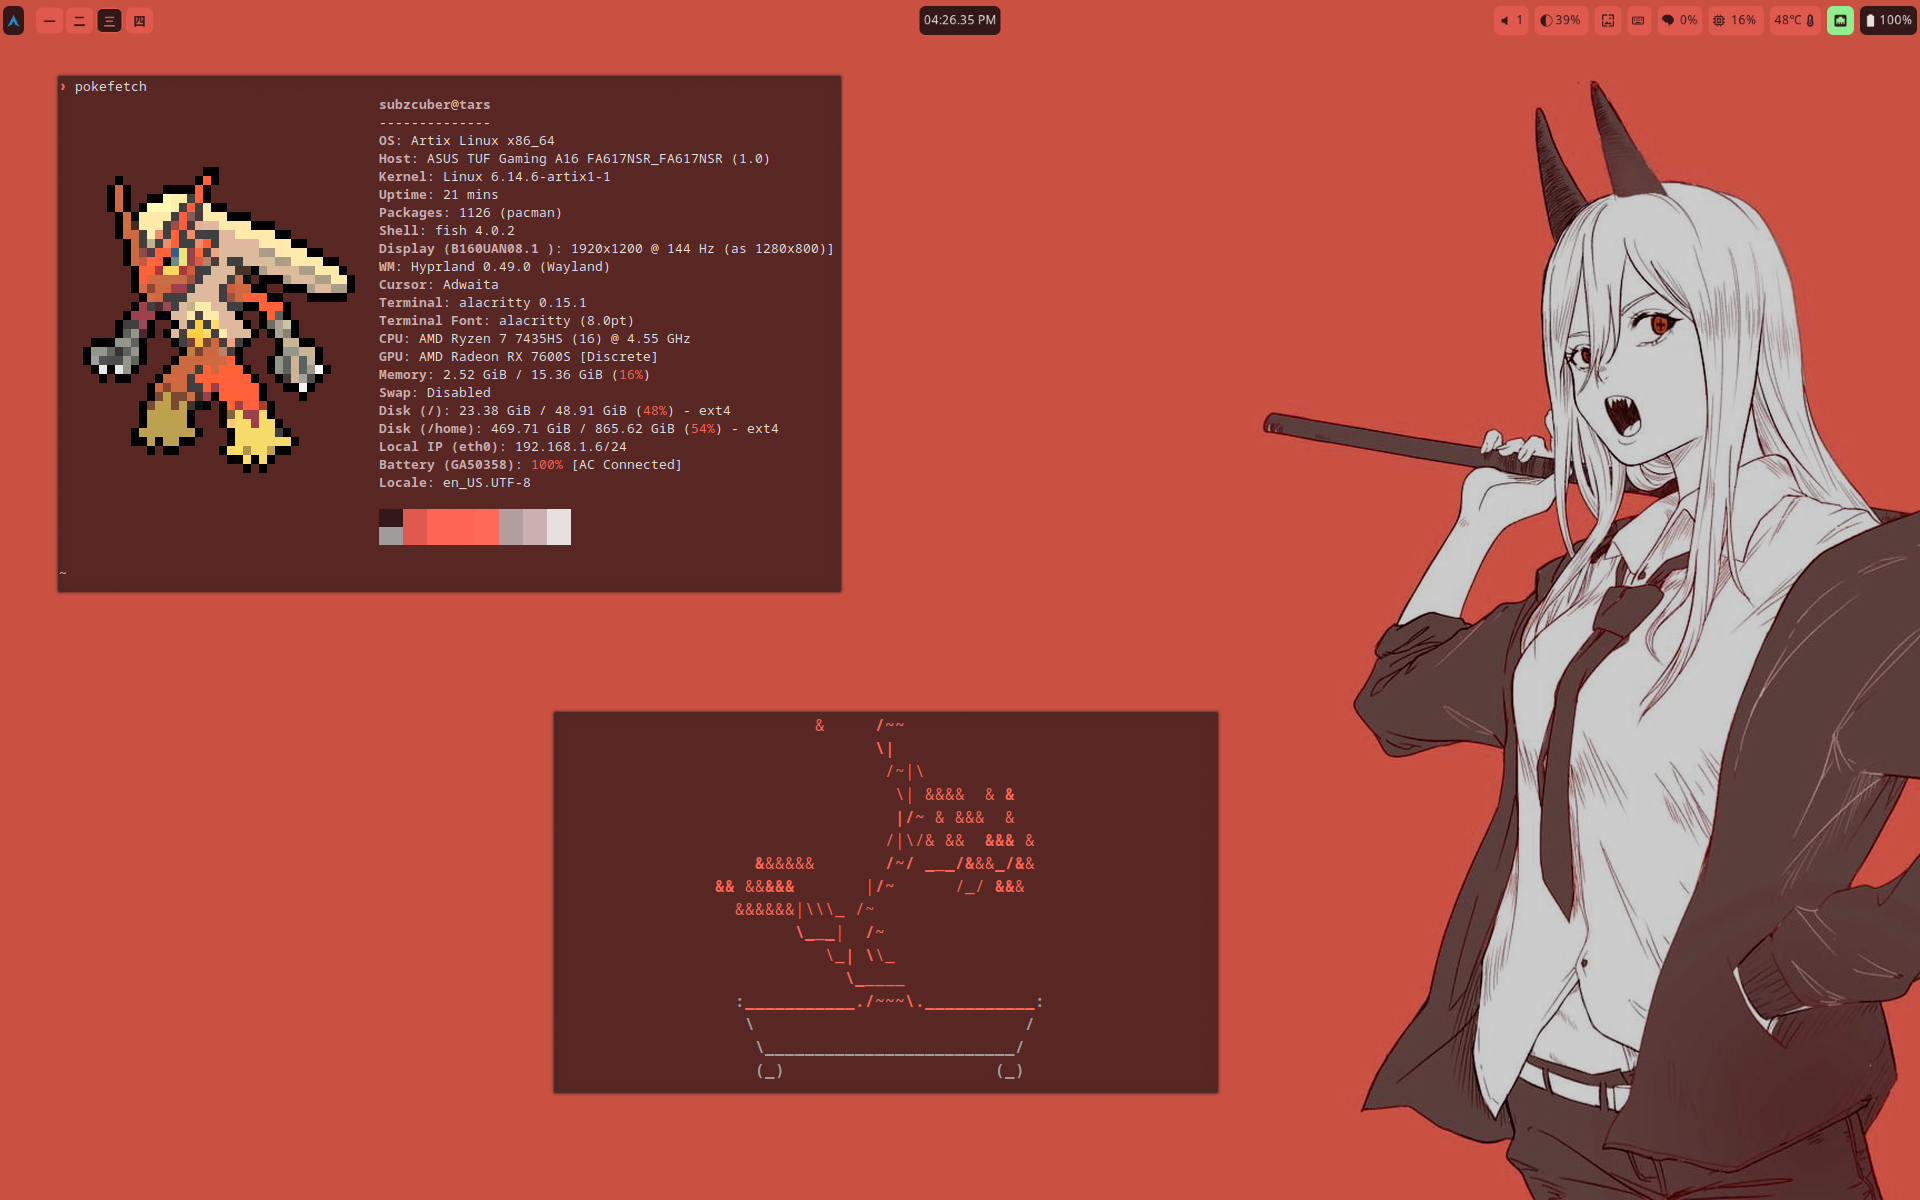 一 二 三 四
04:26.35 PM
1 39% 0% 16% 48°C 100%
› pokefetch
subzcuber@tars
--------------
OS: Artix Linux x86_64
Host: ASUS TUF Gaming A16 FA617NSR_FA617NSR (1.0)
Kernel: Linux 6.14.6-artix1-1
Uptime: 21 mins
Packages: 1126 (pacman)
Shell: fish 4.0.2
Display (B160UAN08.1 ): 1920x1200 @ 144 Hz (as 1280x800)]
WM: Hyprland 0.49.0 (Wayland)
Cursor: Adwaita
Terminal: alacritty 0.15.1
Terminal Font: alacritty (8.0pt)
CPU: AMD Ryzen 7 7435HS (16) @ 4.55 GHz
GPU: AMD Radeon RX 7600S [Discrete]
Memory: 2.52 GiB / 15.36 GiB (16%)
Swap: Disabled
Disk (/): 23.38 GiB / 48.91 GiB (48%) - ext4
Disk (/home): 469.71 GiB / 865.62 GiB (54%) - ext4
Local IP (eth0): 192.168.1.6/24
Battery (GA50358): 100% [AC Connected]
Locale: en_US.UTF-8
~
&     /~~
\|
/~|\
\| &&&&  & &
|/~ & &&&  &
/|\/& &&  &&& &
&&&&&&       /~/ ___/&&&_/&&
&& &&&&&       |/~      /_/ &&&
&&&&&&|\\\_ /~
\___|  /~
\_| \\_
\_____
:___________./~~~\.___________:
\                           /
\_________________________/
(_)                     (_)